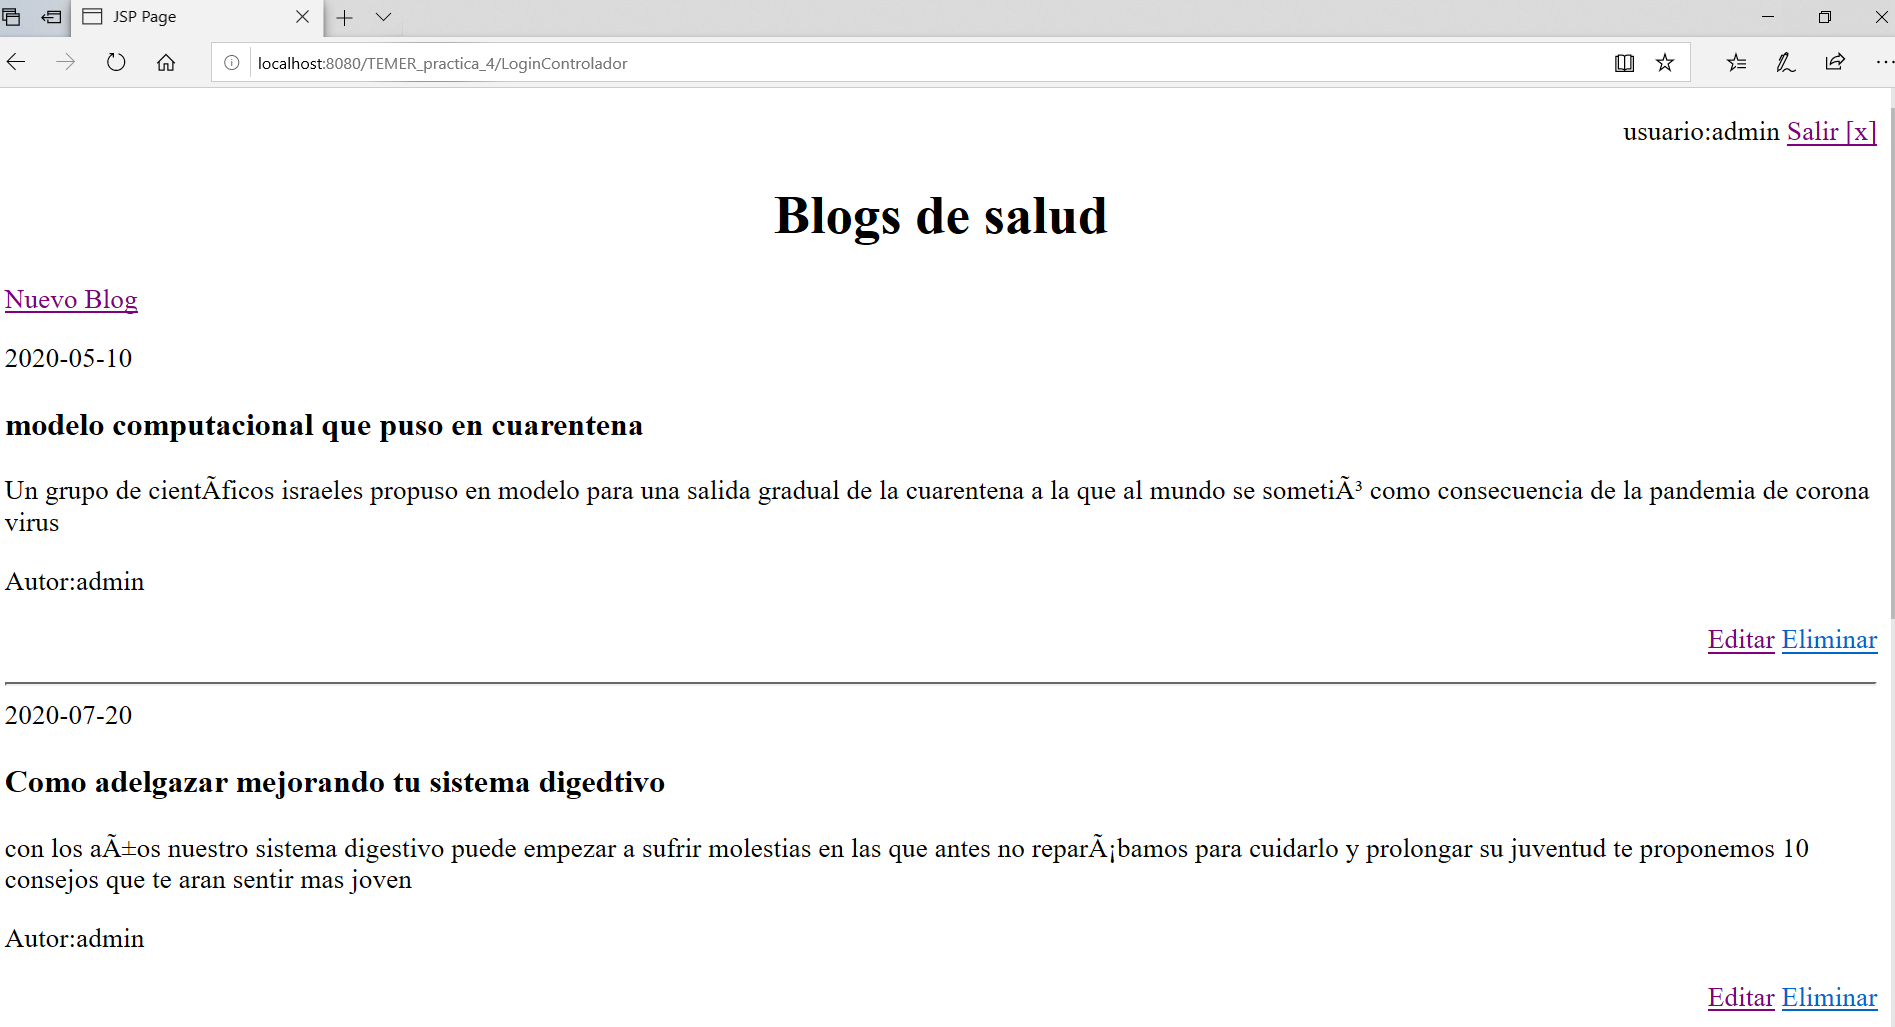 JSP Page
localhost:8080/TEMER_practica_4/LoginControlador
usuario:admin Salir [x]
Blogs de salud
Nuevo Blog
2020-05-10
modelo computacional que puso en cuarentena
Un grupo de cientÃficos israeles propuso en modelo para una salida gradual de la cuarentena a la que al mundo se sometiÃ³ como consecuencia de la pandemia de corona
virus
Autor:admin
Editar Eliminar
2020-07-20
Como adelgazar mejorando tu sistema digedtivo
con los aÃ±os nuestro sistema digestivo puede empezar a sufrir molestias en las que antes no reparÃ¡bamos para cuidarlo y prolongar su juventud te proponemos 10
consejos que te aran sentir mas joven
Autor:admin
Editar Eliminar